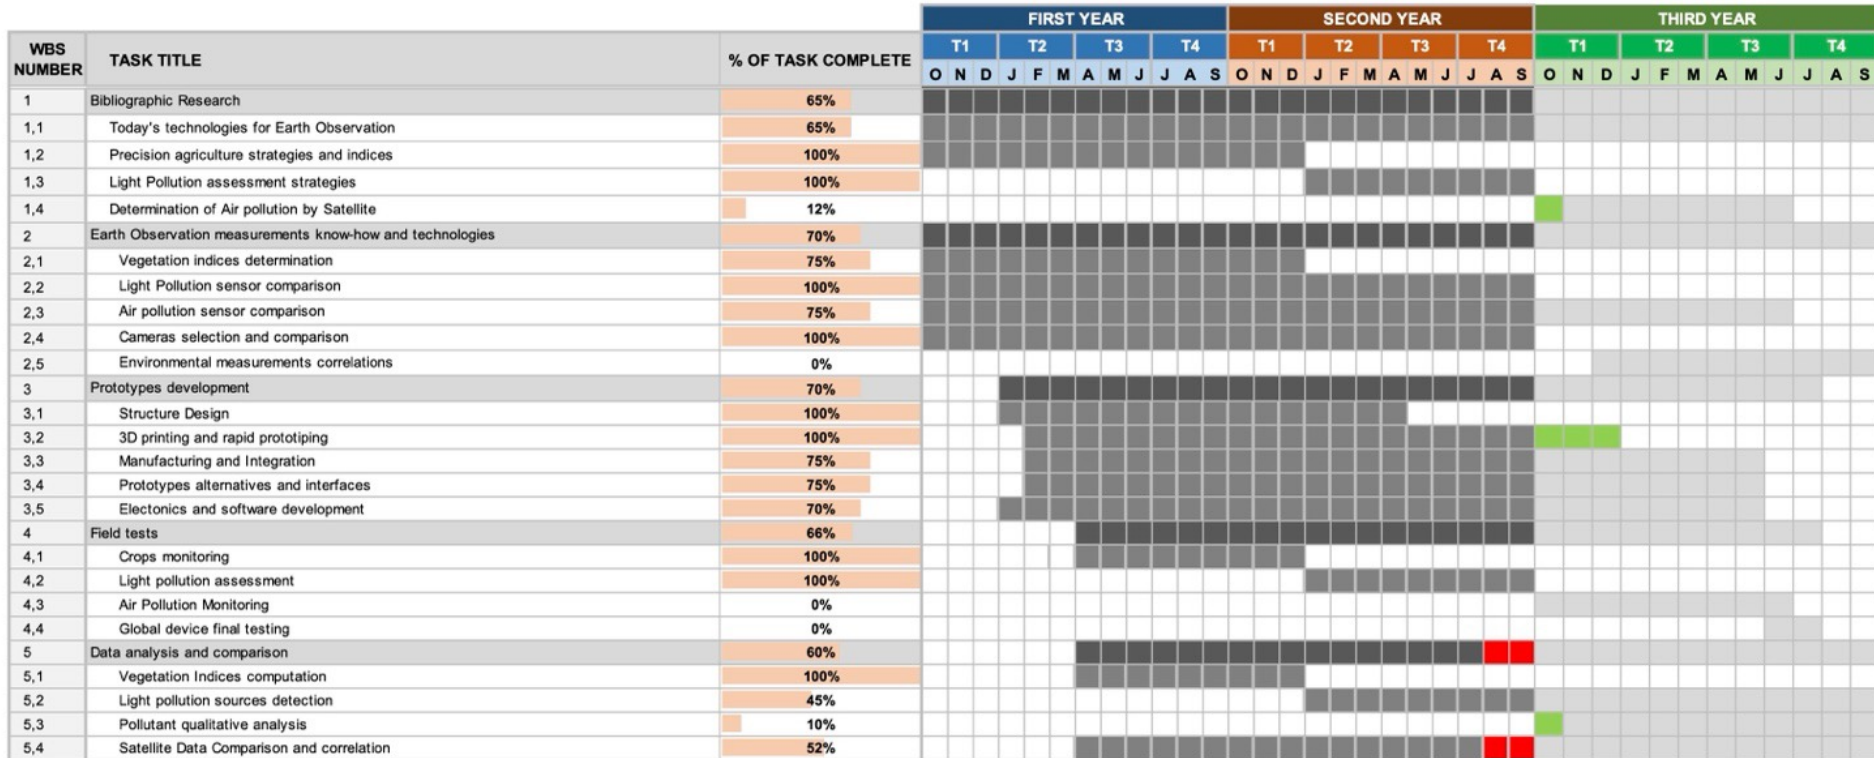 FIRST YEAR SECOND YEAR THIRD YEAR
WBS NUMBER TASK TITLE % OF TASK COMPLETE T1 T2 T3 T4 T1 T2 T3 T4 T1 T2 T3 T4
O N D J F M A M J J A S O N D J F M A M J J A S O N D J F M A M J J A S
1 Bibliographic Research 65%
1,1 Today's technologies for Earth Observation 65%
1,2 Precision agriculture strategies and indices 100%
1,3 Light Pollution assessment strategies 100%
1,4 Determination of Air pollution by Satellite 12%
2 Earth Observation measurements know-how and technologies 70%
2,1 Vegetation indices determination 75%
2,2 Light Pollution sensor comparison 100%
2,3 Air pollution sensor comparison 75%
2,4 Cameras selection and comparison 100%
2,5 Environmental measurements correlations 0%
3 Prototypes development 70%
3,1 Structure Design 100%
3,2 3D printing and rapid prototiping 100%
3,3 Manufacturing and Integration 75%
3,4 Prototypes alternatives and interfaces 75%
3,5 Electonics and software development 70%
4 Field tests 66%
4,1 Crops monitoring 100%
4,2 Light pollution assessment 100%
4,3 Air Pollution Monitoring 0%
4,4 Global device final testing 0%
5 Data analysis and comparison 60%
5,1 Vegetation Indices computation 100%
5,2 Light pollution sources detection 45%
5,3 Pollutant qualitative analysis 10%
5,4 Satellite Data Comparison and correlation 52%